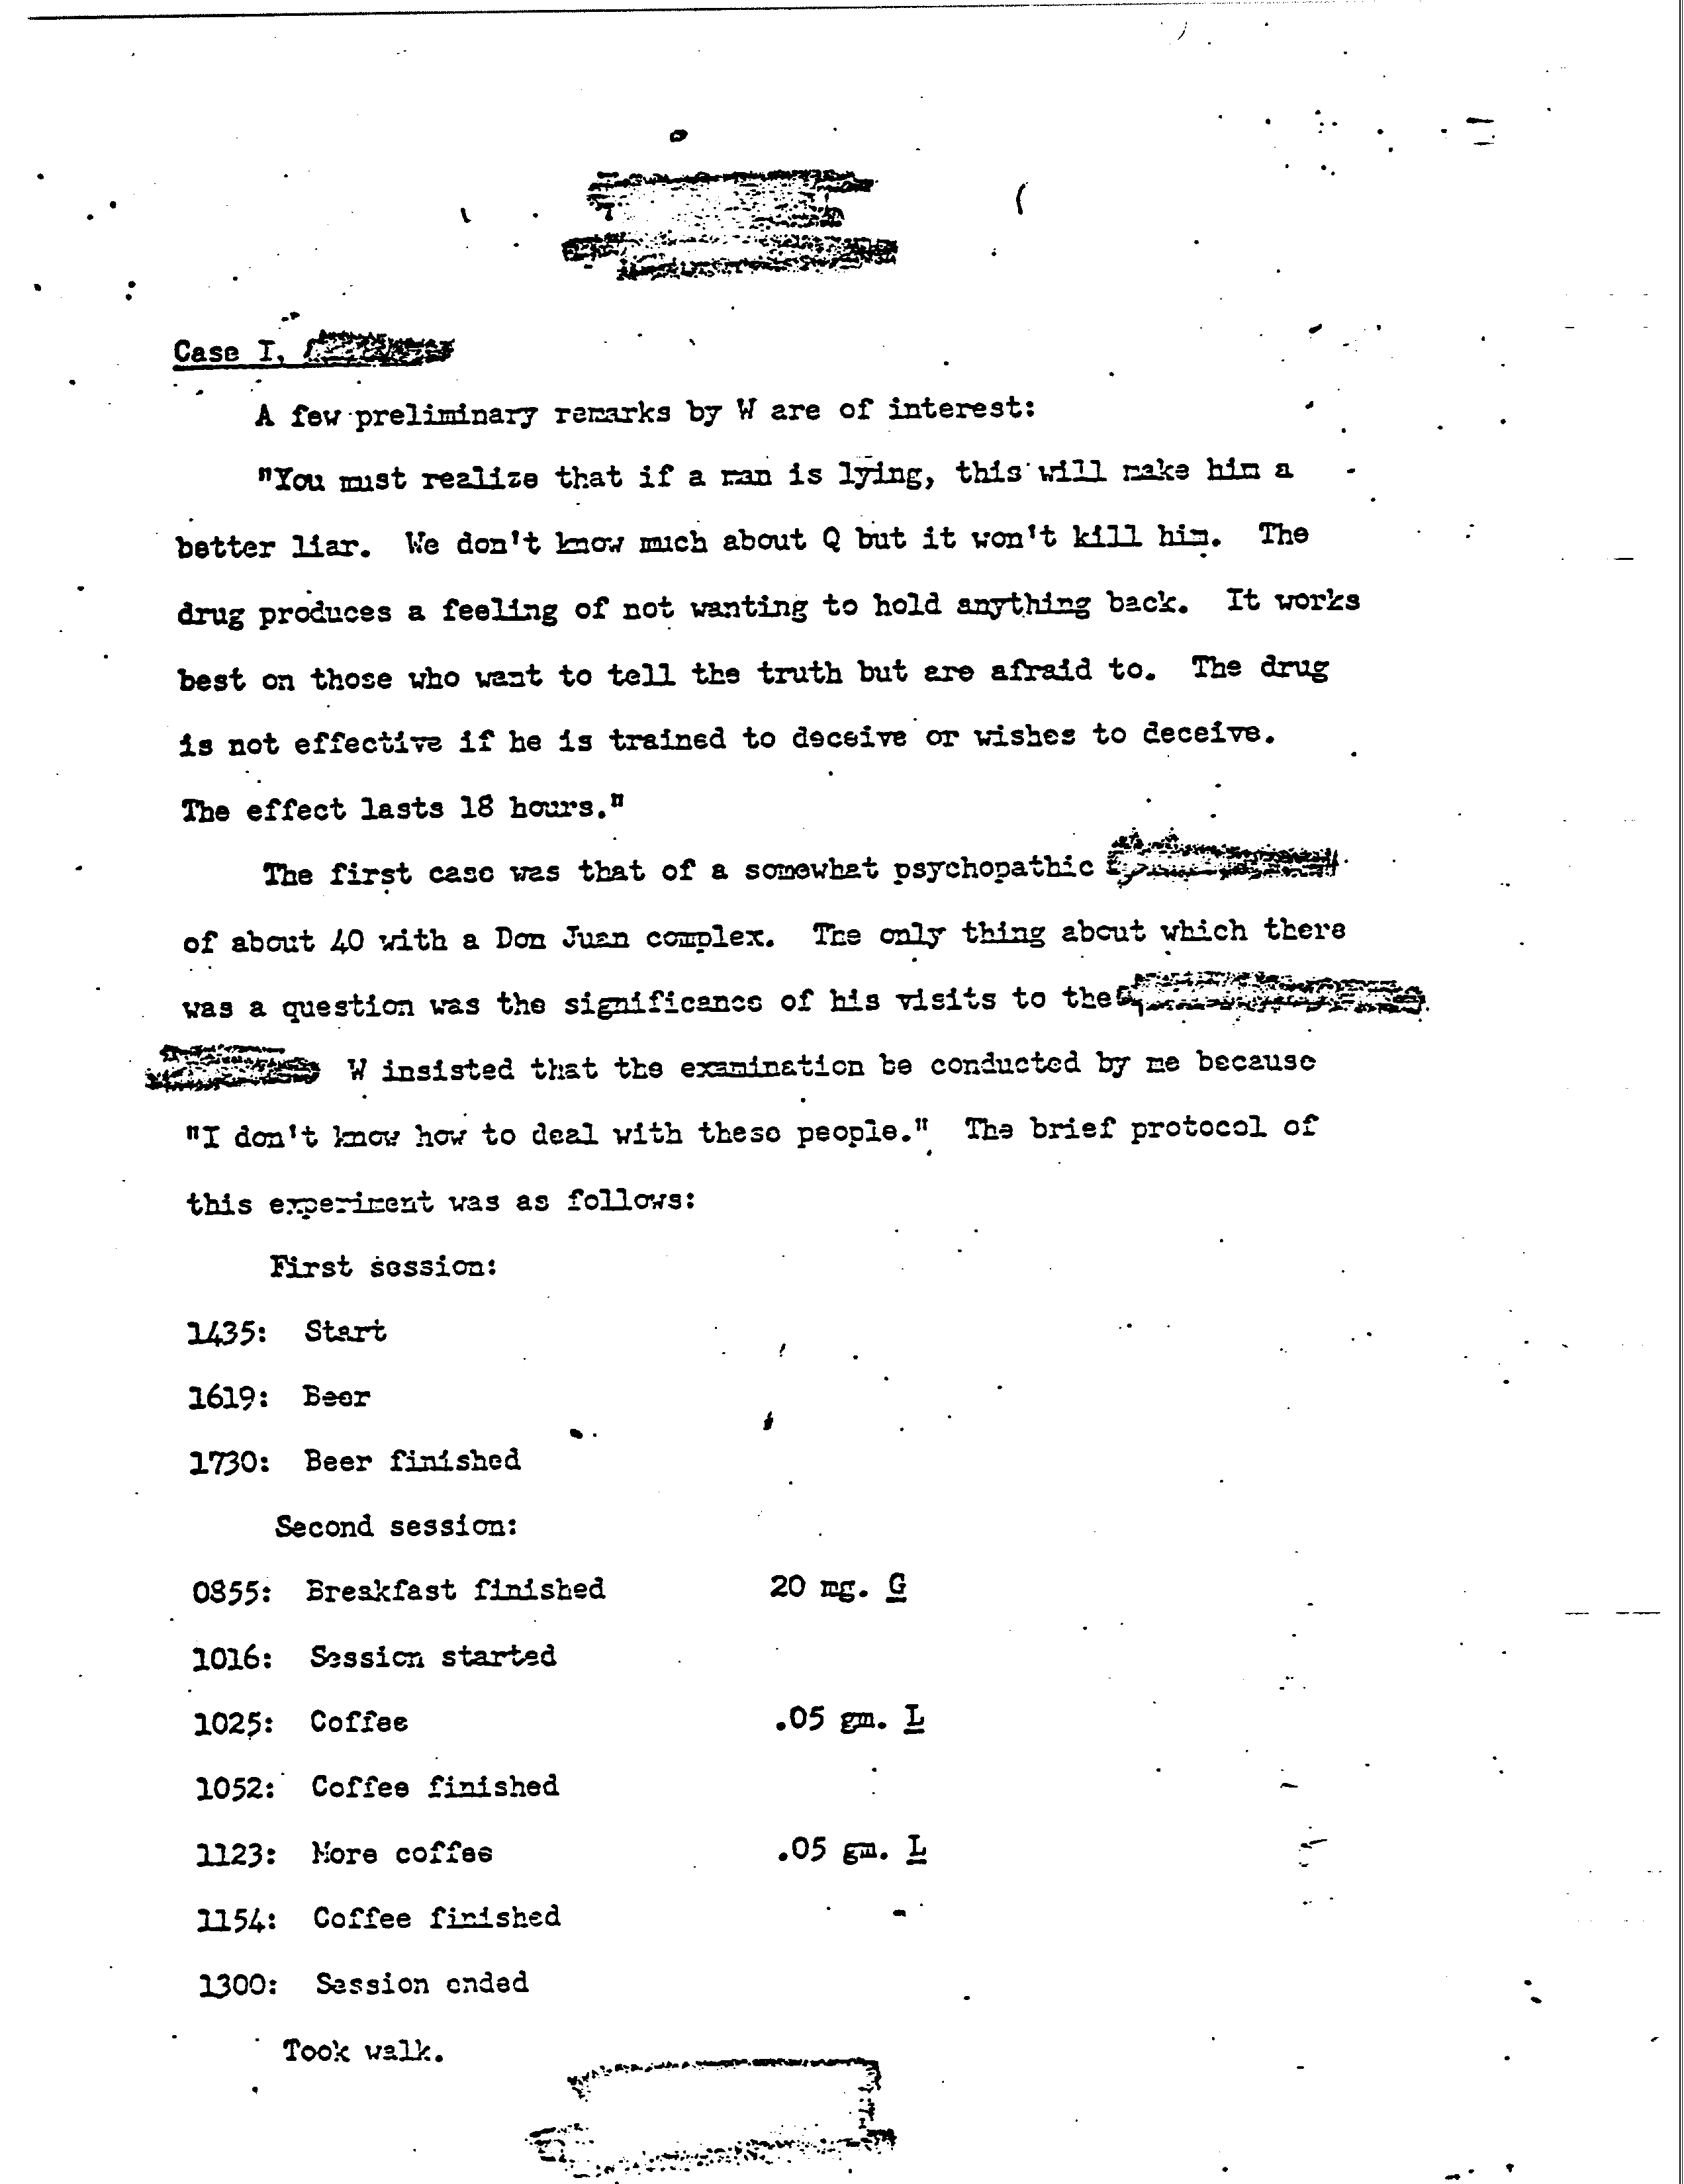 Case I,
A few preliminary remarks by W are of interest:
"You must realize that if a man is lying, this will make him a
better liar. We don't know much about Q but it won't kill him. The
drug produces a feeling of not wanting to hold anything back. It works
best on those who want to tell the truth but are afraid to. The drug
is not effective if he is trained to deceive or wishes to deceive.
The effect lasts 18 hours."
The first case was that of a somewhat psychopathic
of about 40 with a Don Juan complex. The only thing about which there
was a question was the significance of his visits to the
W insisted that the examination be conducted by me because
"I don't know how to deal with these people." The brief protocol of
this experiment was as follows:
First session:
1435: Start
1619: Beer
1730: Beer finished
Second session:
0855: Breakfast finished 20 mg. G
1016: Session started
1025: Coffee .05 gm. L
1052: Coffee finished
1123: More coffee .05 gm. L
1154: Coffee finished
1300: Session ended
Took walk.